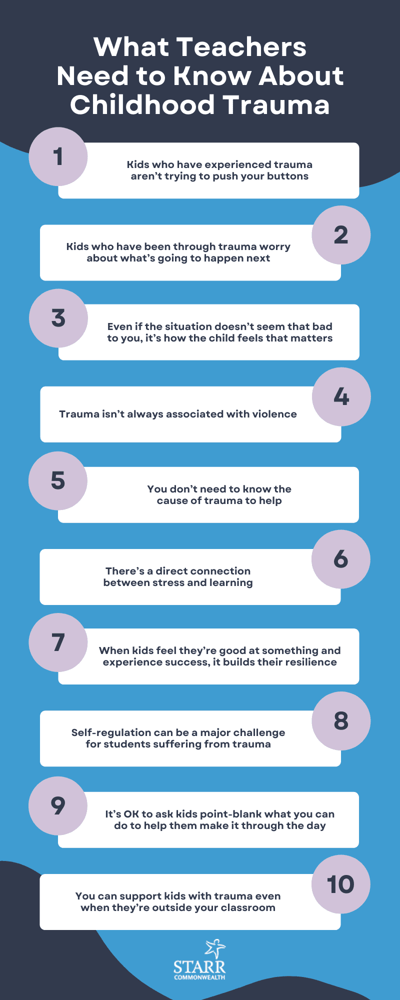 What Teachers
Need to Know About
Childhood Trauma
1
Kids who have experienced trauma
aren’t trying to push your buttons
2
Kids who have been through trauma worry
about what’s going to happen next
3
Even if the situation doesn’t seem that bad
to you, it’s how the child feels that matters
4
Trauma isn’t always associated with violence
5
You don’t need to know the
cause of trauma to help
6
There’s a direct connection
between stress and learning
7
When kids feel they’re good at something and
experience success, it builds their resilience
8
Self-regulation can be a major challenge
for students suffering from trauma
9
It’s OK to ask kids point-blank what you can
do to help them make it through the day
10
You can support kids with trauma even
when they’re outside your classroom
STARR
COMMONWEALTH